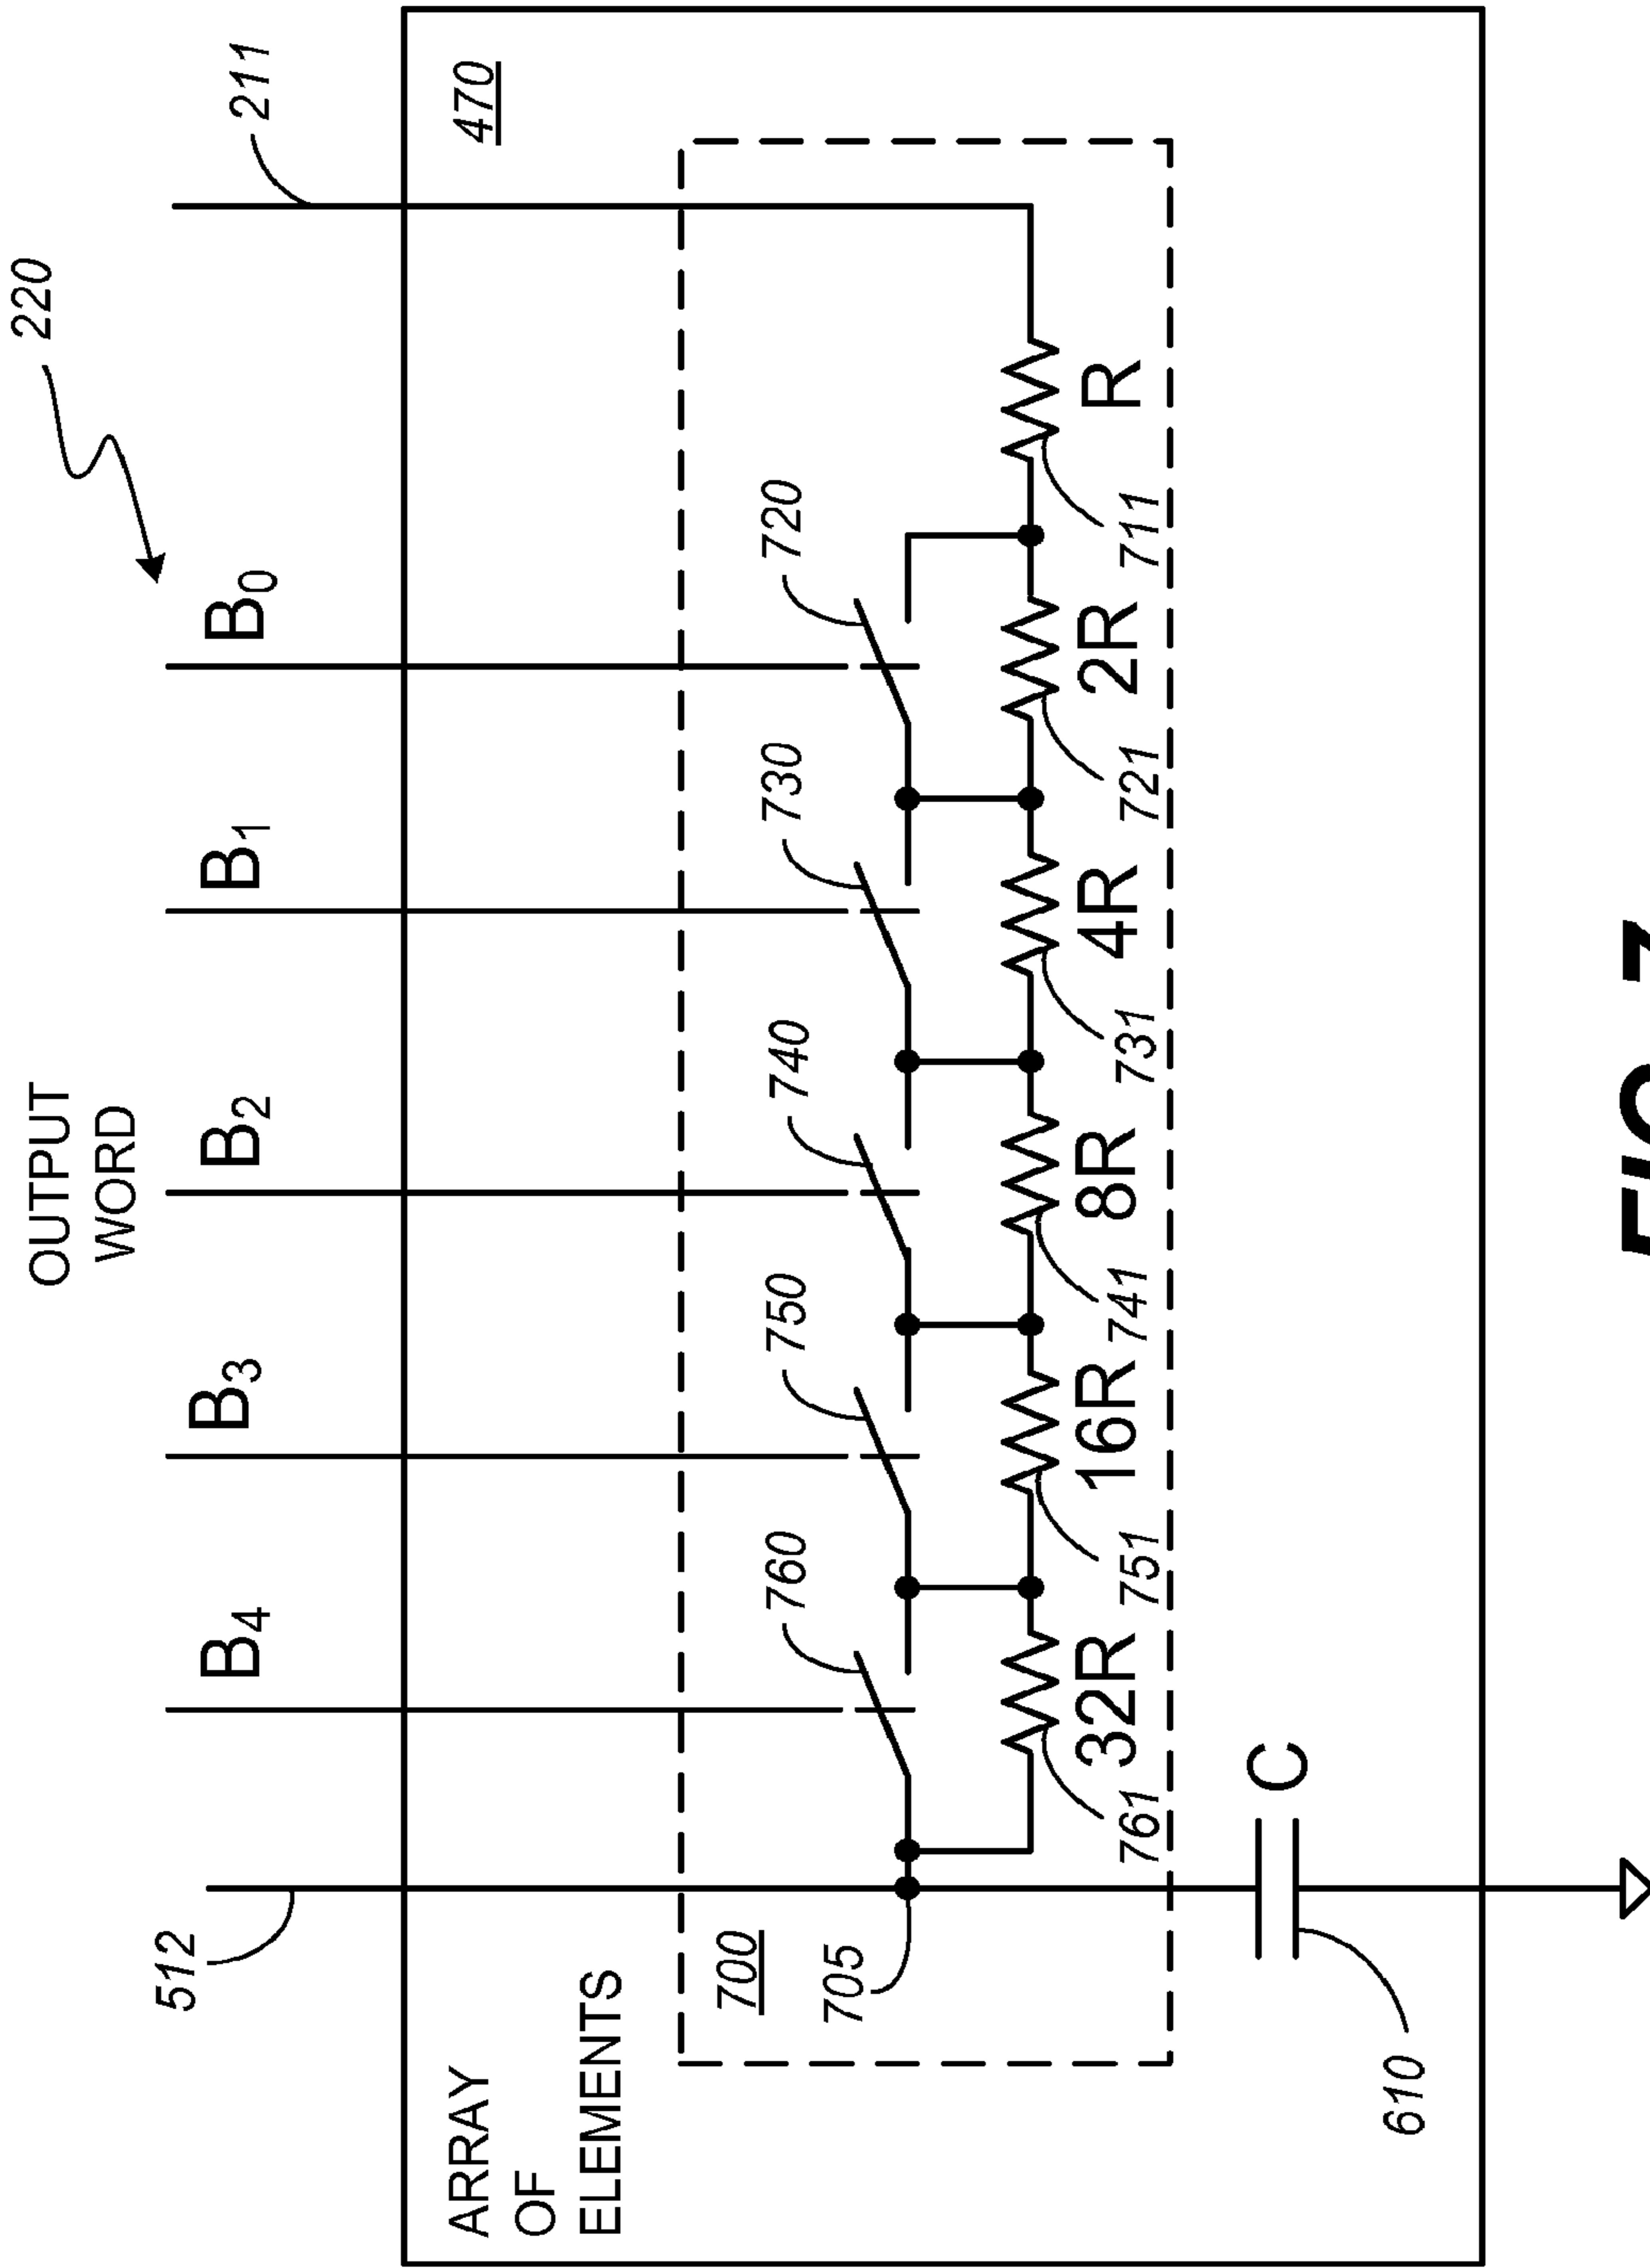 OUTPUT
WORD
220
512
B4
B3
B2
B1
B0
211
ARRAY
OF
ELEMENTS
470
700
705
760
750
740
730
720
32R
16R
8R
4R
2R
R
761
751
741
731
721
711
C
610